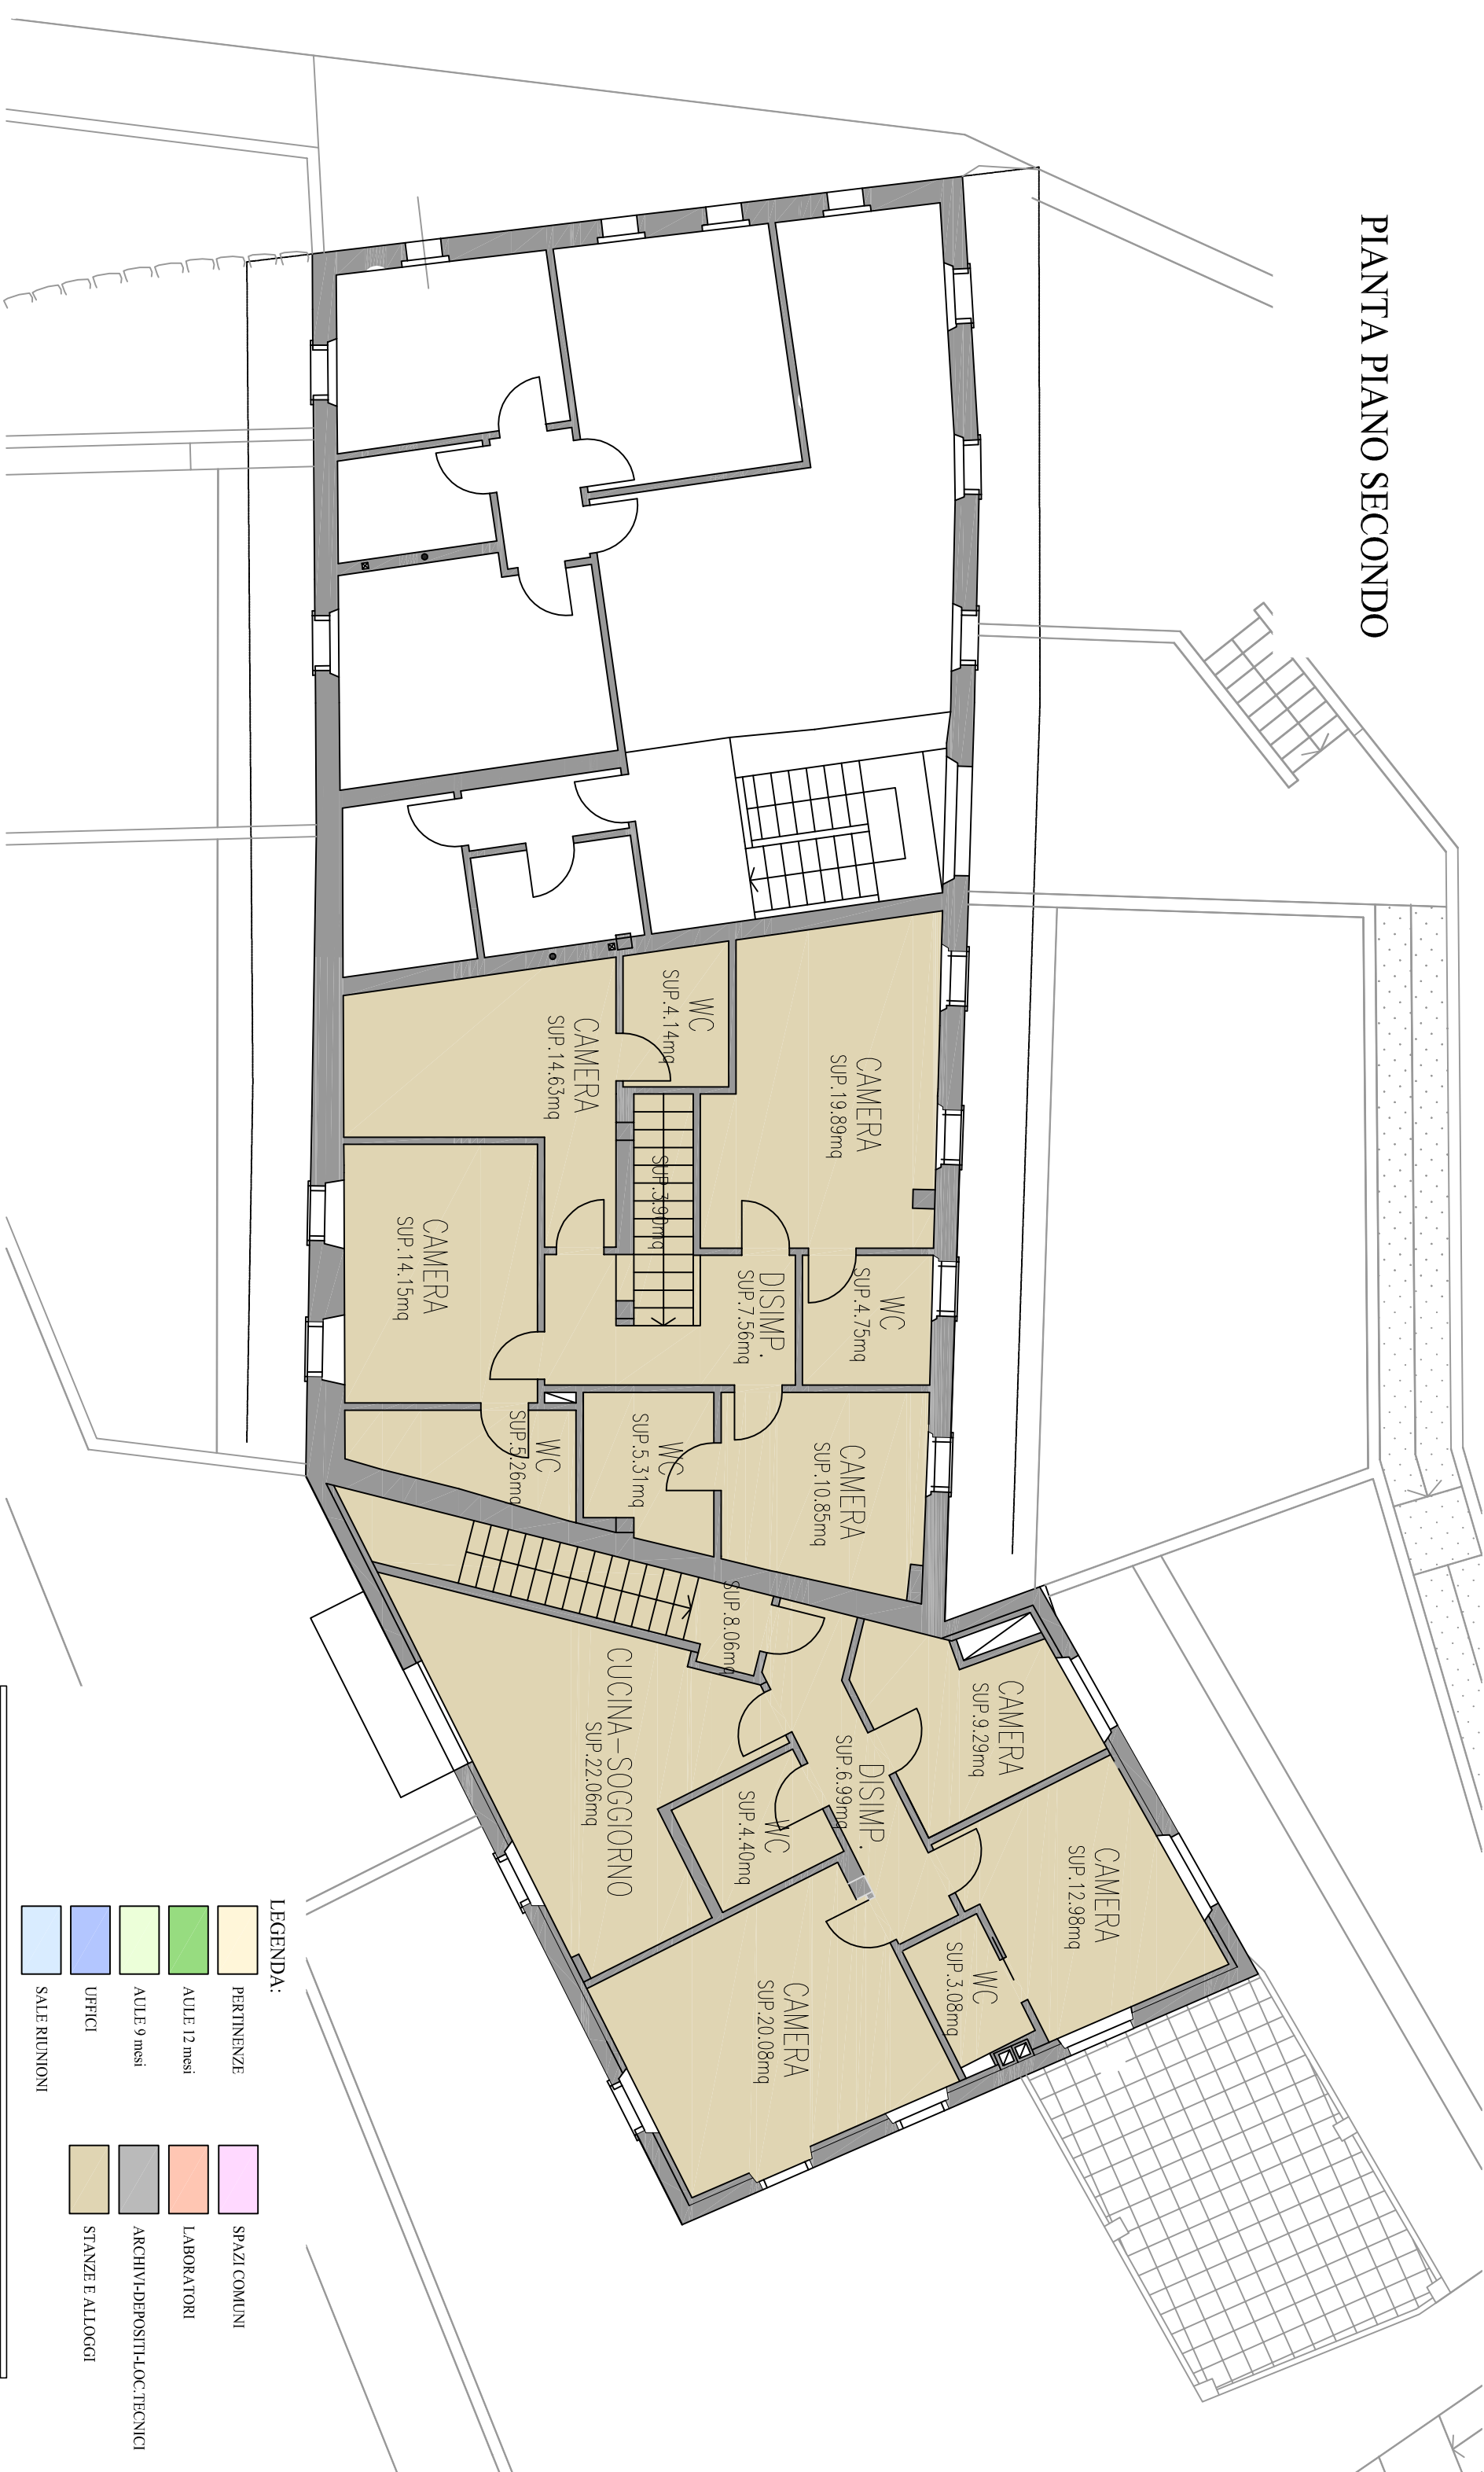 PIANTA PIANO SECONDO
CAMERA
SUP.19.89mq
WC
SUP.4.14mq
CAMERA
SUP.14.63mq
SUP.3.90mq
WC
SUP.4.75mq
DISIMP.
SUP.7.56mq
CAMERA
SUP.14.15mq
CAMERA
SUP.10.85mq
WC
SUP.5.31mq
WC
SUP.5.26mq
SUP.8.06mq
CAMERA
SUP.9.29mq
DISIMP.
SUP.6.99mq
CUCINA-SOGGIORNO
SUP.22.06mq
WC
SUP.4.40mq
CAMERA
SUP.12.98mq
WC
SUP.3.08mq
CAMERA
SUP.20.08mq
LEGENDA:
PERTINENZE
AULE 12 mesi
AULE 9 mesi
UFFICI
SALE RIUNIONI
SPAZI COMUNI
LABORATORI
ARCHIVI-DEPOSITI-LOC.TECNICI
STANZE E ALLOGGI